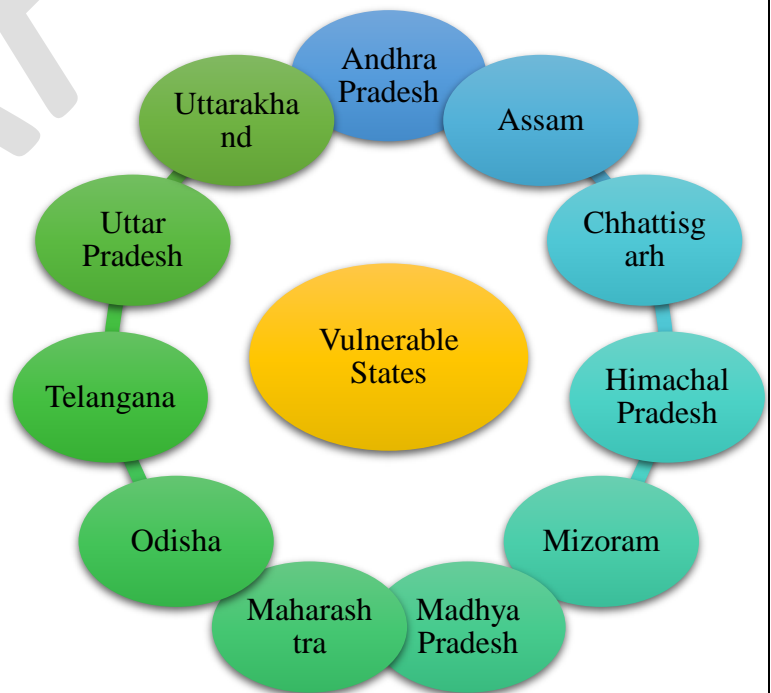 Andhra
Pradesh
Assam
Chhattisg
arh
Himachal
Pradesh
Mizoram
Madhya
Pradesh
Maharash
tra
Odisha
Telangana
Uttar
Pradesh
Uttarakha
nd
Vulnerable
States